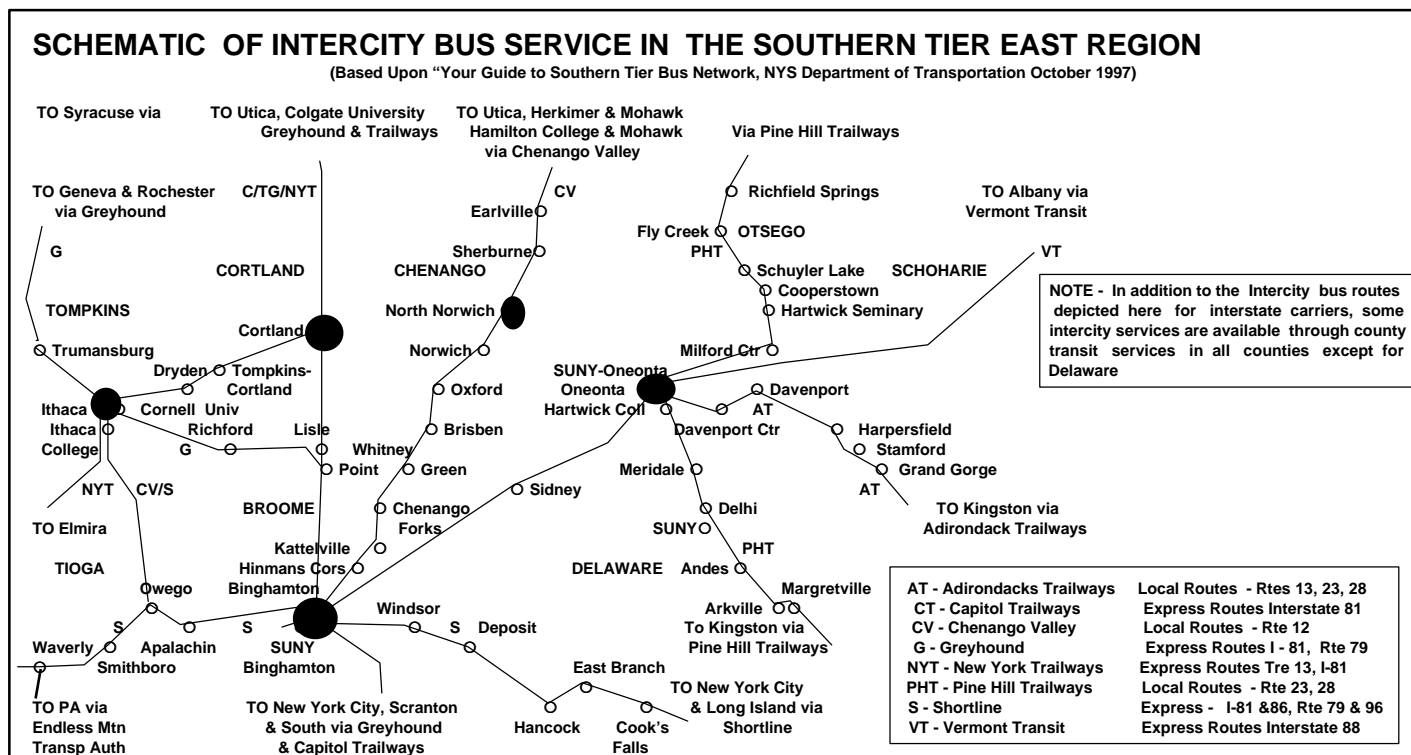 SCHEMATIC OF INTERCITY BUS SERVICE IN THE SOUTHERN TIER EAST REGION
(Based Upon “Your Guide to Southern Tier Bus Network, NYS Department of Transportation October 1997)
TO Syracuse via
TO Utica, Colgate University
Greyhound & Trailways
TO Utica, Herkimer & Mohawk
Hamilton College & Mohawk
via Chenango Valley
Via Pine Hill Trailways
TO Geneva & Rochester
via Greyhound
C/TG/NYT
CV
Richfield Springs
TO Albany via
Vermont Transit
Earlville
Fly Creek
OTSEGO
G
Sherburne
PHT
VT
CORTLAND
CHENANGO
Schuyler Lake
SCHOHARIE
Cooperstown
NOTE - In addition to the Intercity bus routes
depicted here for interstate carriers, some
intercity services are available through county
transit services in all counties except for
Delaware
TOMPKINS
North Norwich
Hartwick Seminary
Cortland
Trumansburg
Norwich
Milford Ctr
Dryden
Tompkins-
Cortland
SUNY-Oneonta
Oneonta
Hartwick Coll
Oxford
Davenport
Ithaca
Cornell Univ
AT
Ithaca
College
Richford
Lisle
Brisben
Davenport Ctr
Harpersfield
G
Whitney
Point
Green
Stamford
Meridale
Grand Gorge
NYT
CV/S
Sidney
AT
BROOME
Chenango
Forks
Delhi
TO Kingston via
Adirondack Trailways
TO Elmira
SUNY
Kattelville
PHT
TIOGA
Hinmans Cors
DELAWARE
Andes
Owego
Binghamton
Margretville
Arkville
Windsor
TO Kingston via
Pine Hill Trailways
S
S
S
Deposit
Waverly
Apalachin
SUNY
Binghamton
Smithboro
East Branch
TO PA via
Endless Mtn
Transp Auth
TO New York City, Scranton
& South via Greyhound
& Capitol Trailways
Hancock
Cook's
Falls
TO New York City
& Long Island via
Shortline
AT - Adirondacks Trailways Local Routes - Rtes 13, 23, 28
CT - Capitol Trailways Express Routes Interstate 81
CV - Chenango Valley Local Routes - Rte 12
G - Greyhound Express Routes I - 81, Rte 79
NYT - New York Trailways Express Routes Tre 13, I-81
PHT - Pine Hill Trailways Local Routes - Rte 23, 28
S - Shortline Express - I-81 &86, Rte 79 & 96
VT - Vermont Transit Express Routes Interstate 88